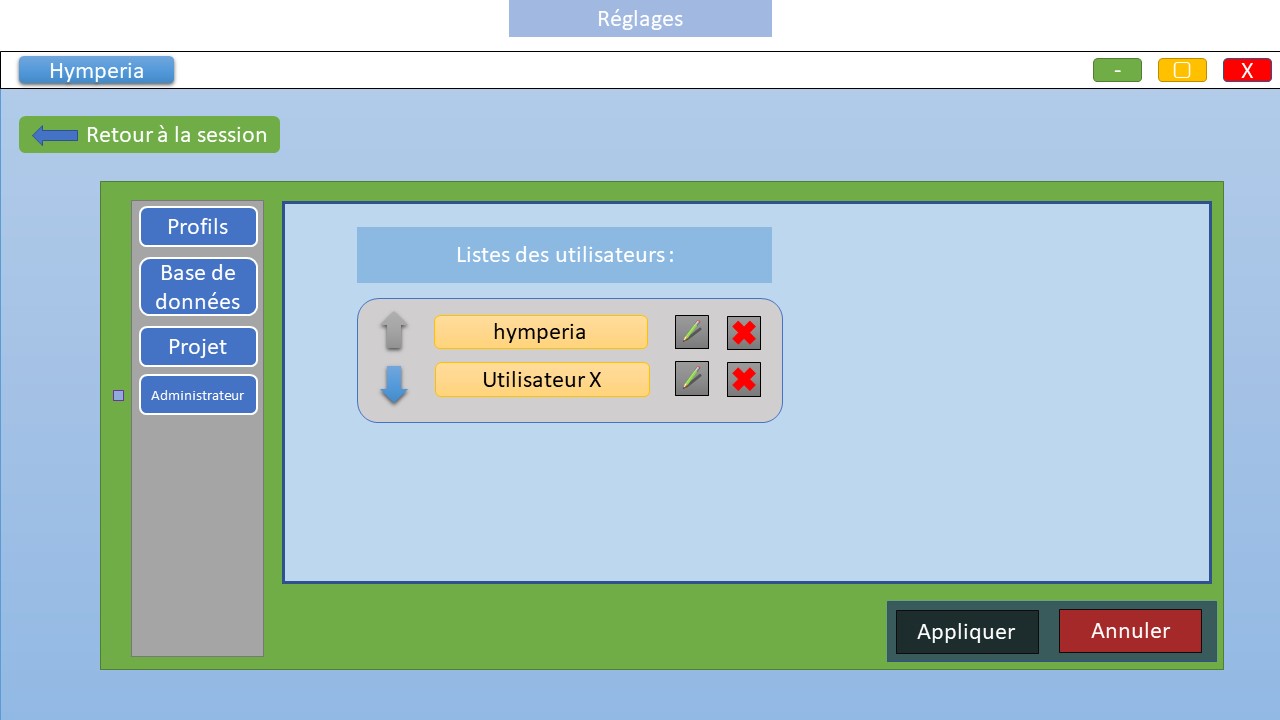 Réglages
Hymperia
-
X
Retour à la session
Profils
Base de
données
Projet
Administrateur
Listes des utilisateurs :
hymperia
Utilisateur X
Appliquer
Annuler